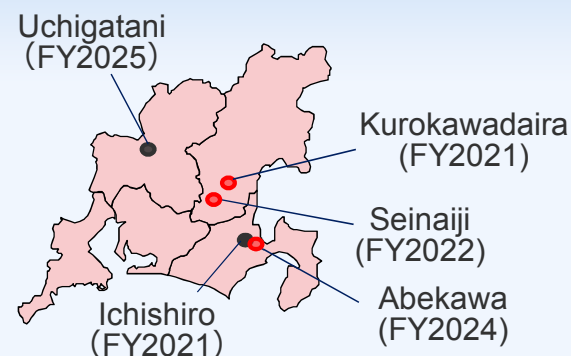 Uchigatani
（FY2025）
Kurokawadaira
(FY2021)
Seinaiji
(FY2022)
Abekawa
(FY2024)
Ichishiro
（FY2021）